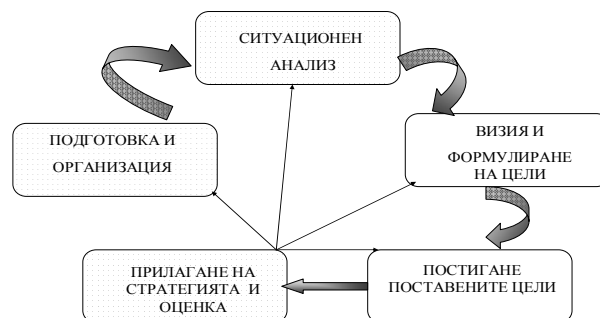 СИТУАЦИОНЕН
АНАЛИЗ
ПОДГОТОВКА И
ОРГАНИЗАЦИЯ
ВИЗИЯ И
ФОРМУЛИРАНЕ
НА ЦЕЛИ
ПРИЛАГАНЕ НА
СТРАТЕГИЯТА И
ОЦЕНКА
ПОСТИГАНЕ
ПОСТАВЕНИТЕ ЦЕЛИ